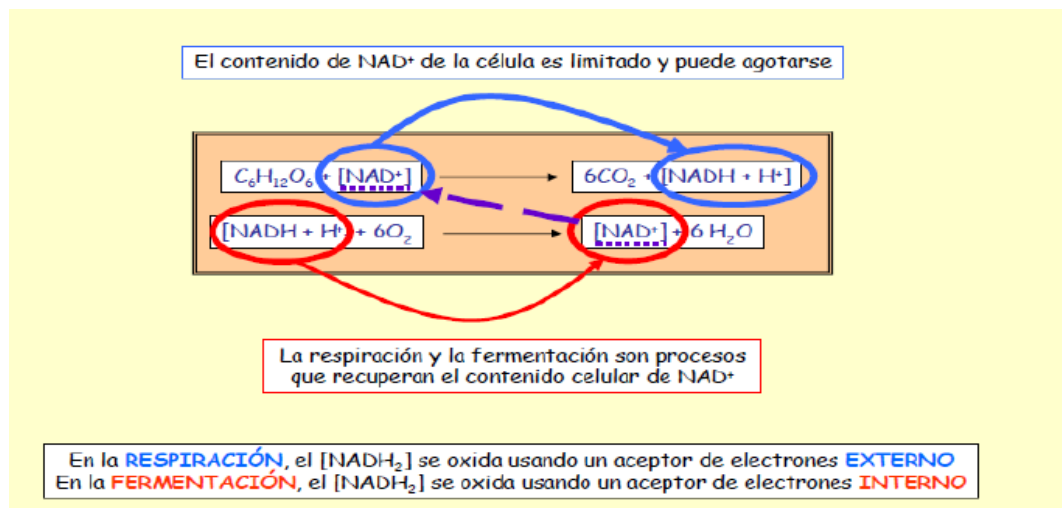 El contenido de NAD⁺ de la célula es limitado y puede agotarse
C₆H₁₂O₆ + [NAD⁺] → 6CO₂ + [NADH + H⁺]
[NADH + H⁺] + 6O₂ → [NAD⁺] + 6 H₂O
La respiración y la fermentación son procesos
que recuperan el contenido celular de NAD⁺
En la RESPIRACIÓN, el [NADH₂] se oxida usando un aceptor de electrones EXTERNO
En la FERMENTACIÓN, el [NADH₂] se oxida usando un aceptor de electrones INTERNO